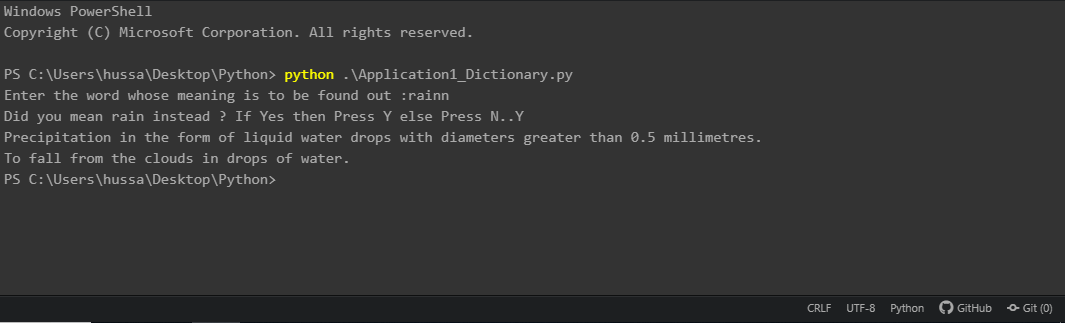 Windows PowerShell
Copyright (C) Microsoft Corporation. All rights reserved.
PS C:\Users\hussa\Desktop\Python> python .\Application1_Dictionary.py
Enter the word whose meaning is to be found out :rainn
Did you mean rain instead ? If Yes then Press Y else Press N..Y
Precipitation in the form of liquid water drops with diameters greater than 0.5 millimetres.
To fall from the clouds in drops of water.
PS C:\Users\hussa\Desktop\Python>
CRLF UTF-8 Python GitHub Git (0)